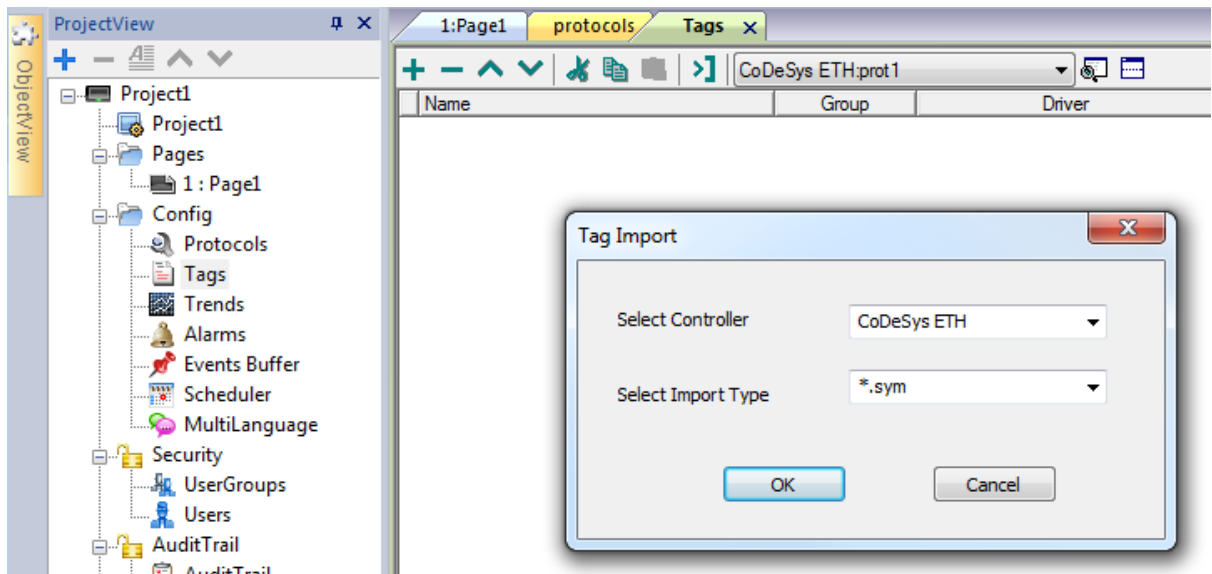 ObjectView
ProjectView
Project1
Project1
Pages
1 : Page1
Config
Protocols
Tags
Trends
Alarms
Events Buffer
Scheduler
MultiLanguage
Security
UserGroups
Users
AuditTrail
AuditTrail
1:Page1 protocols Tags
CoDeSys ETH:prot1
Name Group Driver
Tag Import
Select Controller CoDeSys ETH
Select Import Type *.sym
OK Cancel